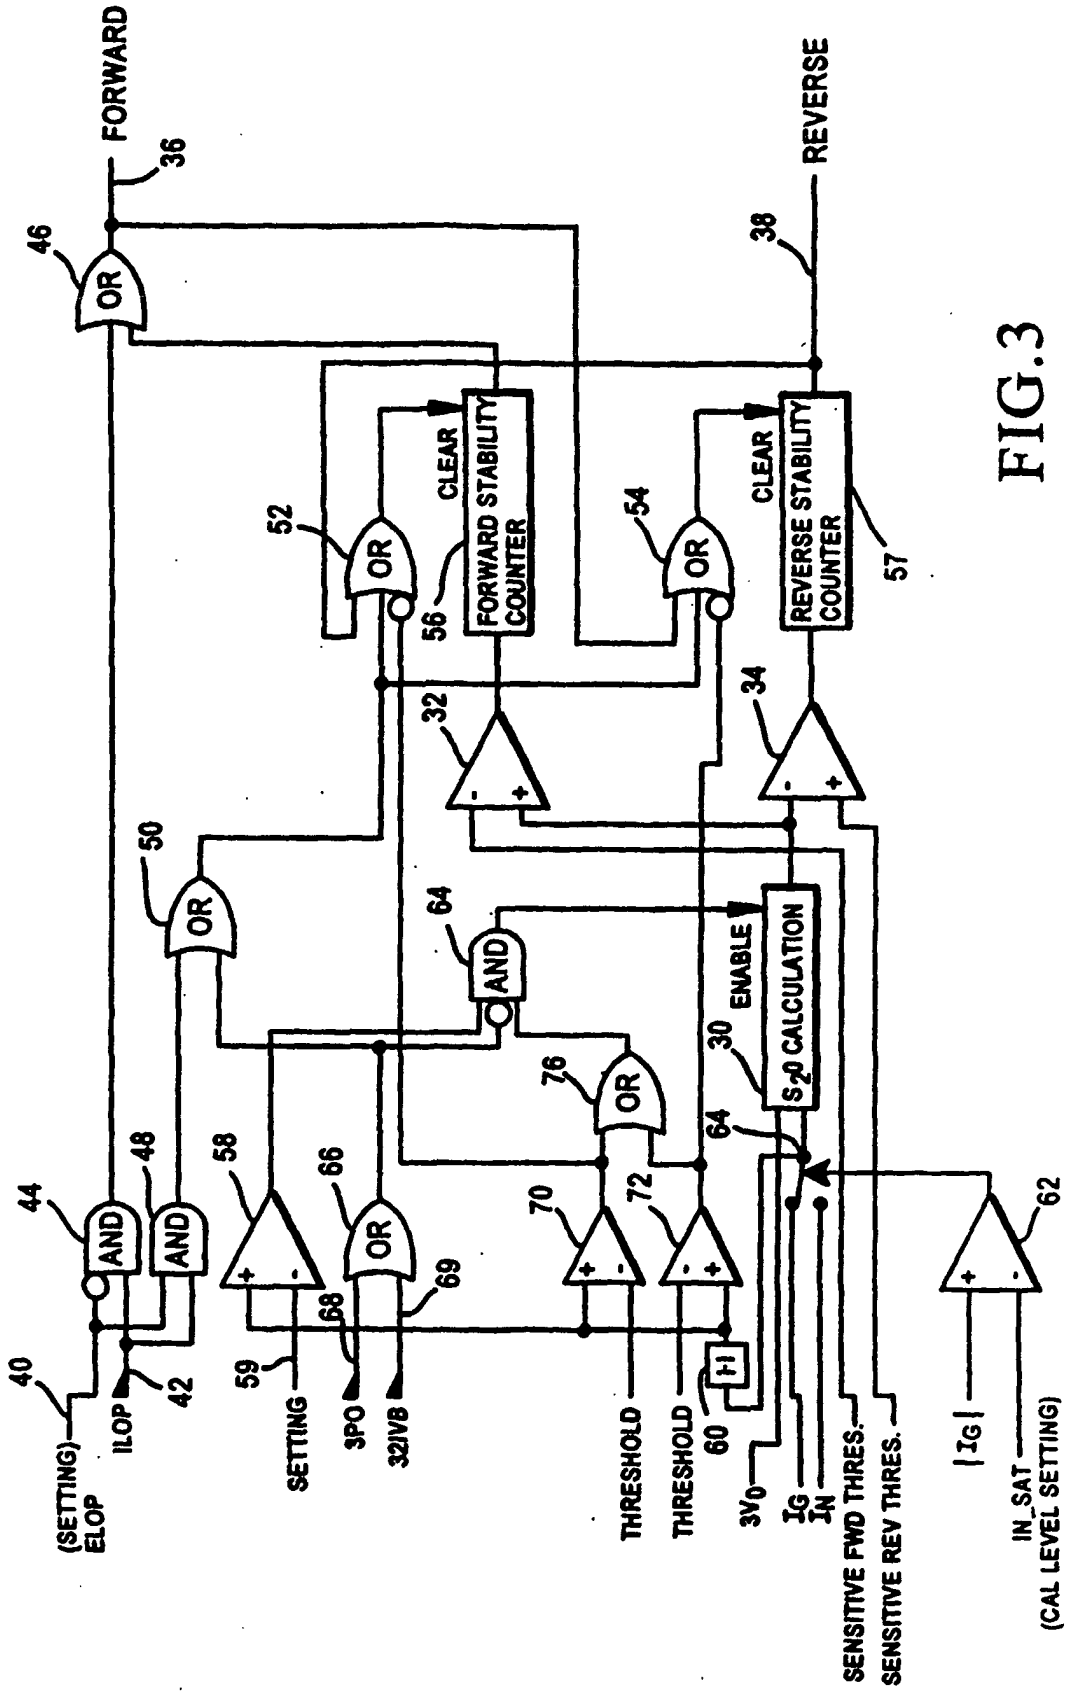 FORWARD
36
46
OR
REVERSE
38
FIG.3
52
OR
CLEAR
FORWARD STABILITY
COUNTER
56
54
OR
CLEAR
REVERSE STABILITY
COUNTER
57
32
-
+
34
-
+
50
OR
64
AND
ENABLE
30
S2O CALCULATION
76
OR
64
44
AND
48
AND
58
+
-
66
OR
70
+
-
72
-
+
62
+
-
40
(SETTING)
ELOP
ILOP
42
59
SETTING
68
3PO
69
32IVB
THRESHOLD
THRESHOLD
60
3V0
IG
IN
SENSITIVE FWD THRES.
SENSITIVE REV THRES.
|IG|
IN_SAT
(CAL LEVEL SETTING)